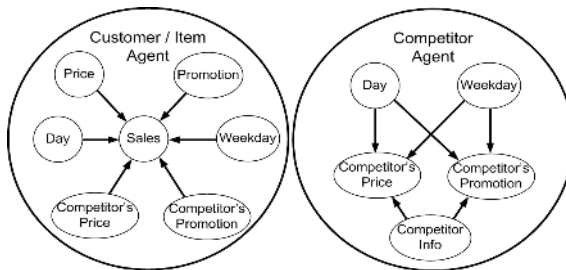 Customer / Item
Agent
Price
Promotion
Day
Sales
Weekday
Competitor's
Price
Competitor's
Promotion
Competitor
Agent
Day
Weekday
Competitor's
Price
Competitor's
Promotion
Competitor
Info